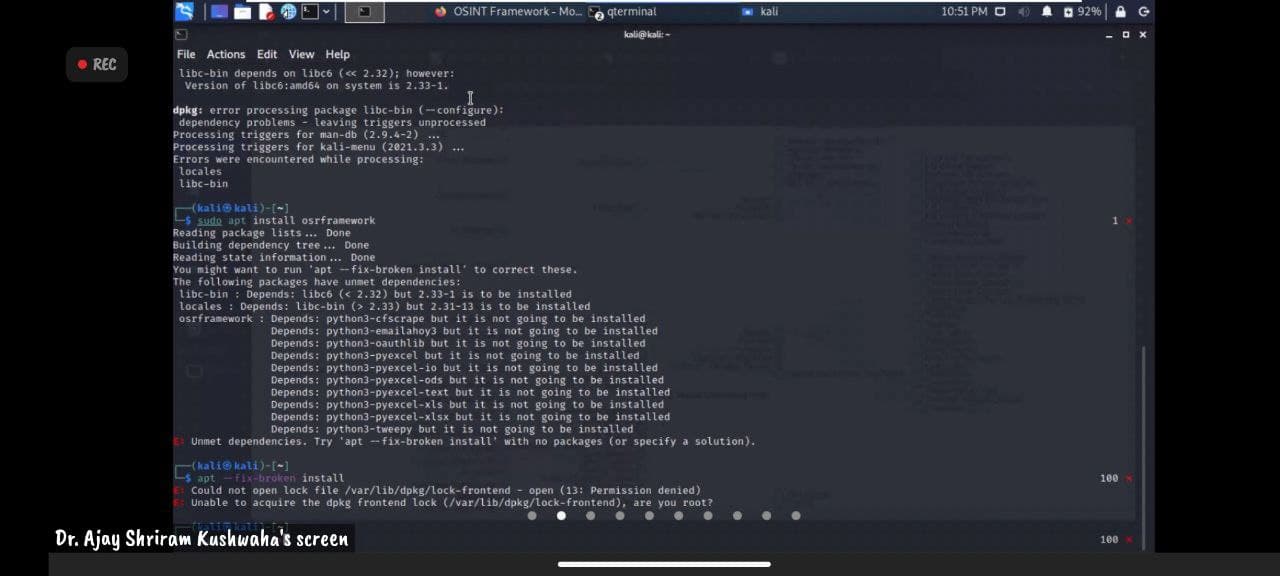 OSINT Framework - Mo...
qterminal
kali
10:51 PM
92%
kali@kali: ~
REC
File Actions Edit View Help
libc-bin depends on libc6 (<< 2.32); however:
Version of libc6:amd64 on system is 2.33-1.
dpkg: error processing package libc-bin (--configure):
dependency problems - leaving triggers unprocessed
Processing triggers for man-db (2.9.4-2) ...
Processing triggers for kali-menu (2021.3.3) ...
Errors were encountered while processing:
locales
libc-bin
┌──(kali㉿kali)-[~]
└─$ sudo apt install osrframework 1 ⨯
Reading package lists... Done
Building dependency tree... Done
Reading state information... Done
You might want to run 'apt --fix-broken install' to correct these.
The following packages have unmet dependencies:
libc-bin : Depends: libc6 (< 2.32) but 2.33-1 is to be installed
locales : Depends: libc-bin (> 2.33) but 2.31-13 is to be installed
osrframework : Depends: python3-cfscrape but it is not going to be installed
Depends: python3-emailahoy3 but it is not going to be installed
Depends: python3-oauthlib but it is not going to be installed
Depends: python3-pyexcel but it is not going to be installed
Depends: python3-pyexcel-io but it is not going to be installed
Depends: python3-pyexcel-ods but it is not going to be installed
Depends: python3-pyexcel-text but it is not going to be installed
Depends: python3-pyexcel-xls but it is not going to be installed
Depends: python3-pyexcel-xlsx but it is not going to be installed
Depends: python3-tweepy but it is not going to be installed
E: Unmet dependencies. Try 'apt --fix-broken install' with no packages (or specify a solution).
┌──(kali㉿kali)-[~]
└─$ apt --fix-broken install 100 ⨯
E: Could not open lock file /var/lib/dpkg/lock-frontend - open (13: Permission denied)
E: Unable to acquire the dpkg frontend lock (/var/lib/dpkg/lock-frontend), are you root?
┌──(kali㉿kali)-[~]
Dr. Ajay Shriram Kushwaha's screen
100 ⨯